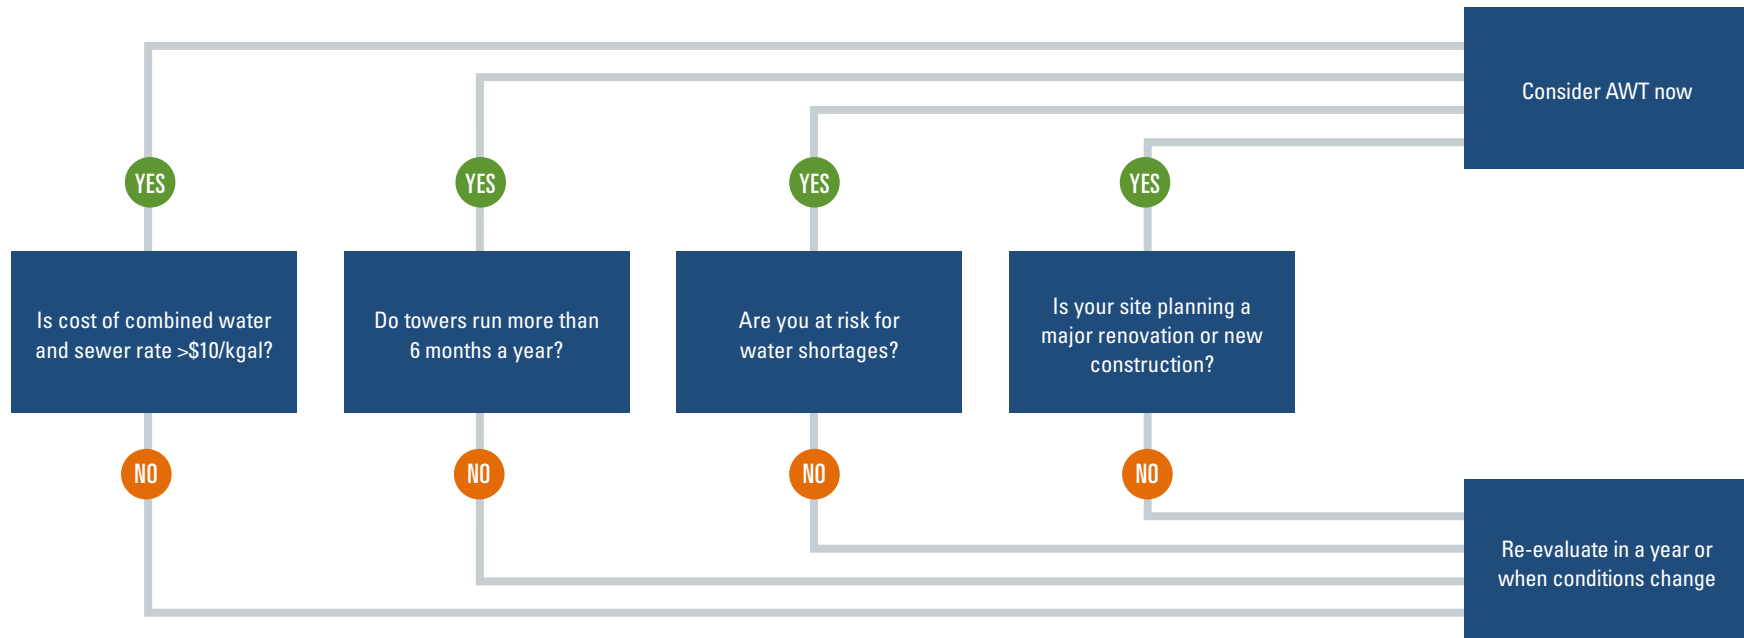 Consider AWT now
YES
YES
YES
YES
Is cost of combined water
and sewer rate >$10/kgal?
Do towers run more than
6 months a year?
Are you at risk for
water shortages?
Is your site planning a
major renovation or new
construction?
NO
NO
NO
NO
Re-evaluate in a year or
when conditions change